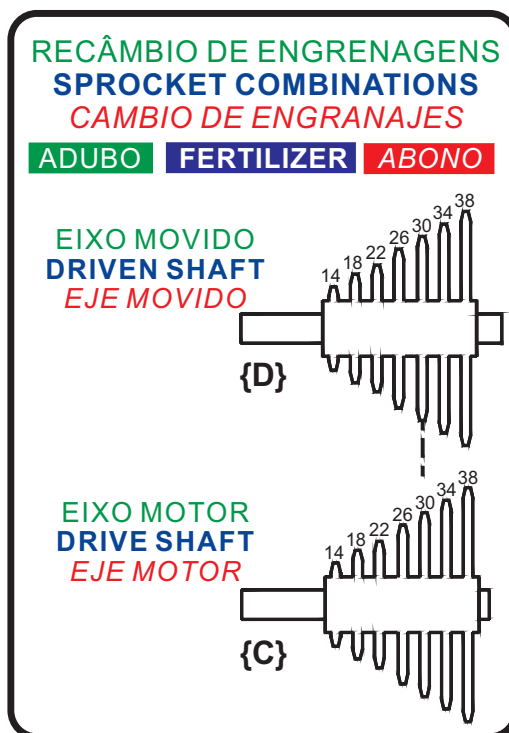 RECÂMBIO DE ENGRENAGENS
SPROCKET COMBINATIONS
CAMBIO DE ENGRANAJES
ADUBO FERTILIZER ABONO
EIXO MOVIDO
DRIVEN SHAFT
EJE MOVIDO
14 18 22 26 30 34 38
{D}
EIXO MOTOR
DRIVE SHAFT
EJE MOTOR
14 18 22 26 30 34 38
{C}